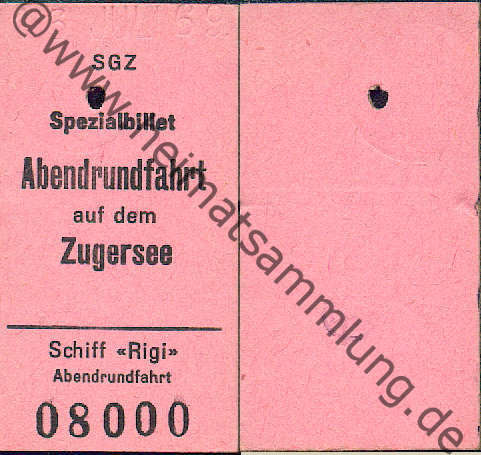 SGZ
Spezialbillet
Abendrundfahrt
auf dem
Zugersee
Schiff «Rigi»
Abendrundfahrt
08000
@www.heimatsammlung.de